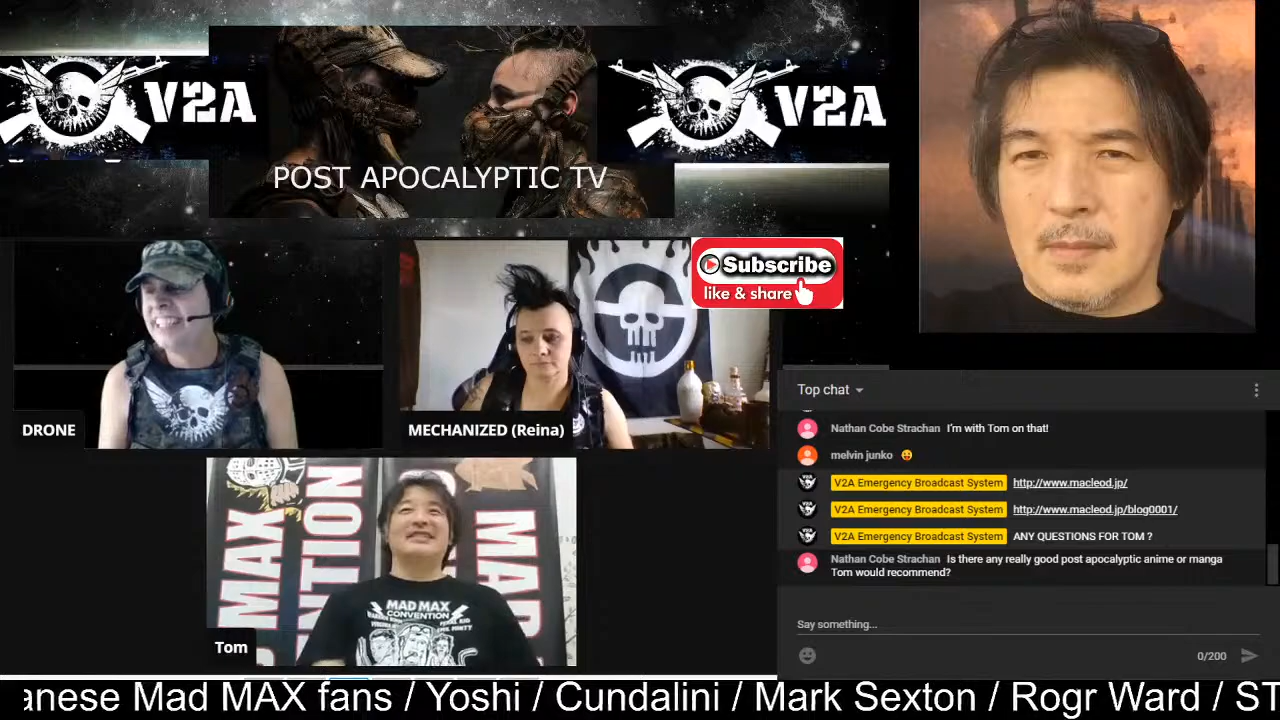 V2A
V2A
POST APOCALYPTIC TV
Subscribe
like & share
DRONE
MECHANIZED (Reina)
Top chat
Nathan Cobe Strachan I'm with Tom on that!
melvin junko 😛
V2A Emergency Broadcast System http://www.macleod.jp/
V2A Emergency Broadcast System http://www.macleod.jp/blog0001/
V2A Emergency Broadcast System ANY QUESTIONS FOR TOM ?
Nathan Cobe Strachan Is there any really good post apocalyptic anime or manga
Tom would recommend?
Say something...
0/200
MAD MAX
CONVENTION
Tom
anese Mad MAX fans / Yoshi / Cundalini / Mark Sexton / Rogr Ward / ST